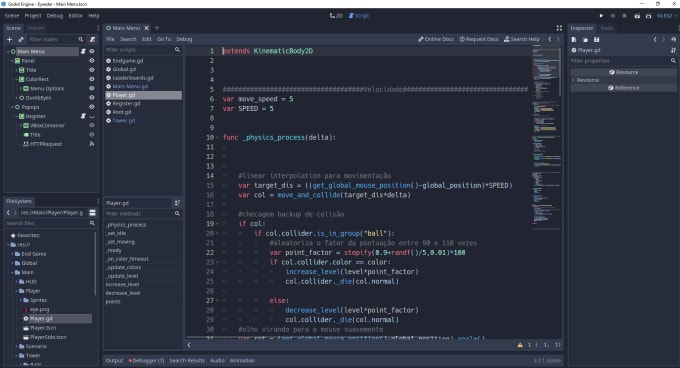 Godot Engine - Eyeeder - Main Menu.tscn
Scene Project Debug Editor Help
2D Script
GLES2
Scene Import
Filter nodes
Main Menu
Panel
Title
ColorRect
Menu Options
DumbEyes
Popups
Register
VBoxContainer
Title
HTTPRequest
FileSystem
res://Main/Player/Player.g
Search files
Favorites:
res://
End Game
Global
Main
HUD
Player
Sprites
eye.png
Player.gd
Player.tscn
PlayerSide.tscn
Scenario
Tower
Main Menu
File Search Edit Go To Debug
Online Docs Request Docs Search Help
Filter scripts
Endgame.gd
Global.gd
Leaderboards.gd
Main Menu.gd
Player.gd
Register.gd
Root.gd
Tower.gd
Player.gd
Filter methods
_physics_process
_set_idle
_set_moving
_ready
_on_color_timeout
_update_colors
_update_level
increase_level
decrease_level
points
1 extends KinematicBody2D
2
3
4
5 ####################################Velocidade################################
6 var move_speed = 5
7 var SPEED = 5
8
9
10 func _physics_process(delta):
11
12
13
14 #linear interpolation para movimentação
15 var target_dis = ((get_global_mouse_position()-global_position)*SPEED)
16 var col = move_and_collide(target_dis*delta)
17
18 #checagem backup de colisão
19 if col:
20 if col.collider.is_in_group("ball"):
21 #aleatoriza o fator da pontuação entre 90 e 110 vezes
22 var point_factor = stepify(0.9+randf()/5,0.01)*100
23 if col.collider.color == color:
24 increase_level(level*point_factor)
25 col.collider._die(col.normal)
26
27 else:
28 decrease_level(level*point_factor)
29 col.collider._die(col.normal)
30 #olho virando para o mouse suavemente
31 var rot = (get_global_mouse_position()-global_position).angle()
1 ( 1, 1)
Output Debugger (1) Search Results Audio Animation
3.2.1.stable
Inspector Node
Player.gd
Filter properties
Resource
Resource
Reference